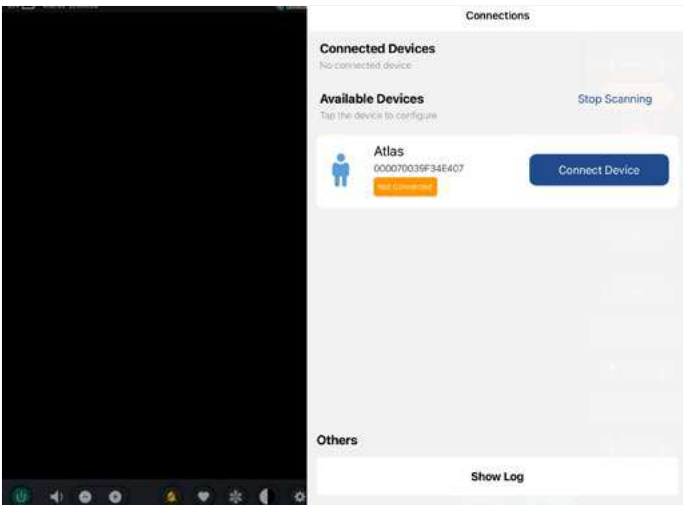 Connections
Connected Devices
No connected device
Available Devices
Stop Scanning
Tap the device to configure
Atlas
000070039F34E407
Connect Device
Not Connected
Others
Show Log